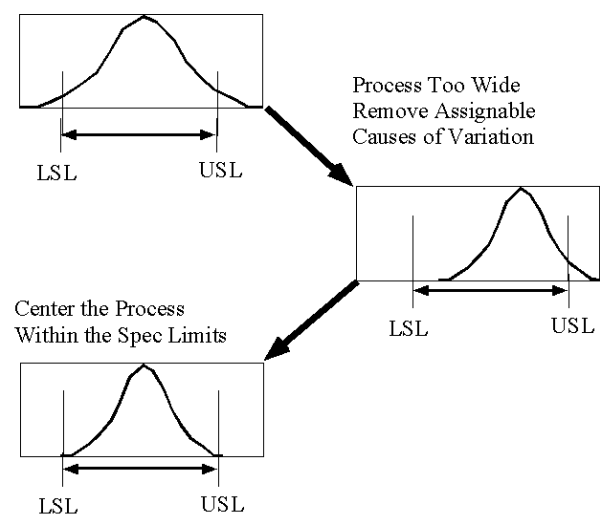 LSL
USL
Process Too Wide
Remove Assignable
Causes of Variation
LSL
USL
Center the Process
Within the Spec Limits
LSL
USL